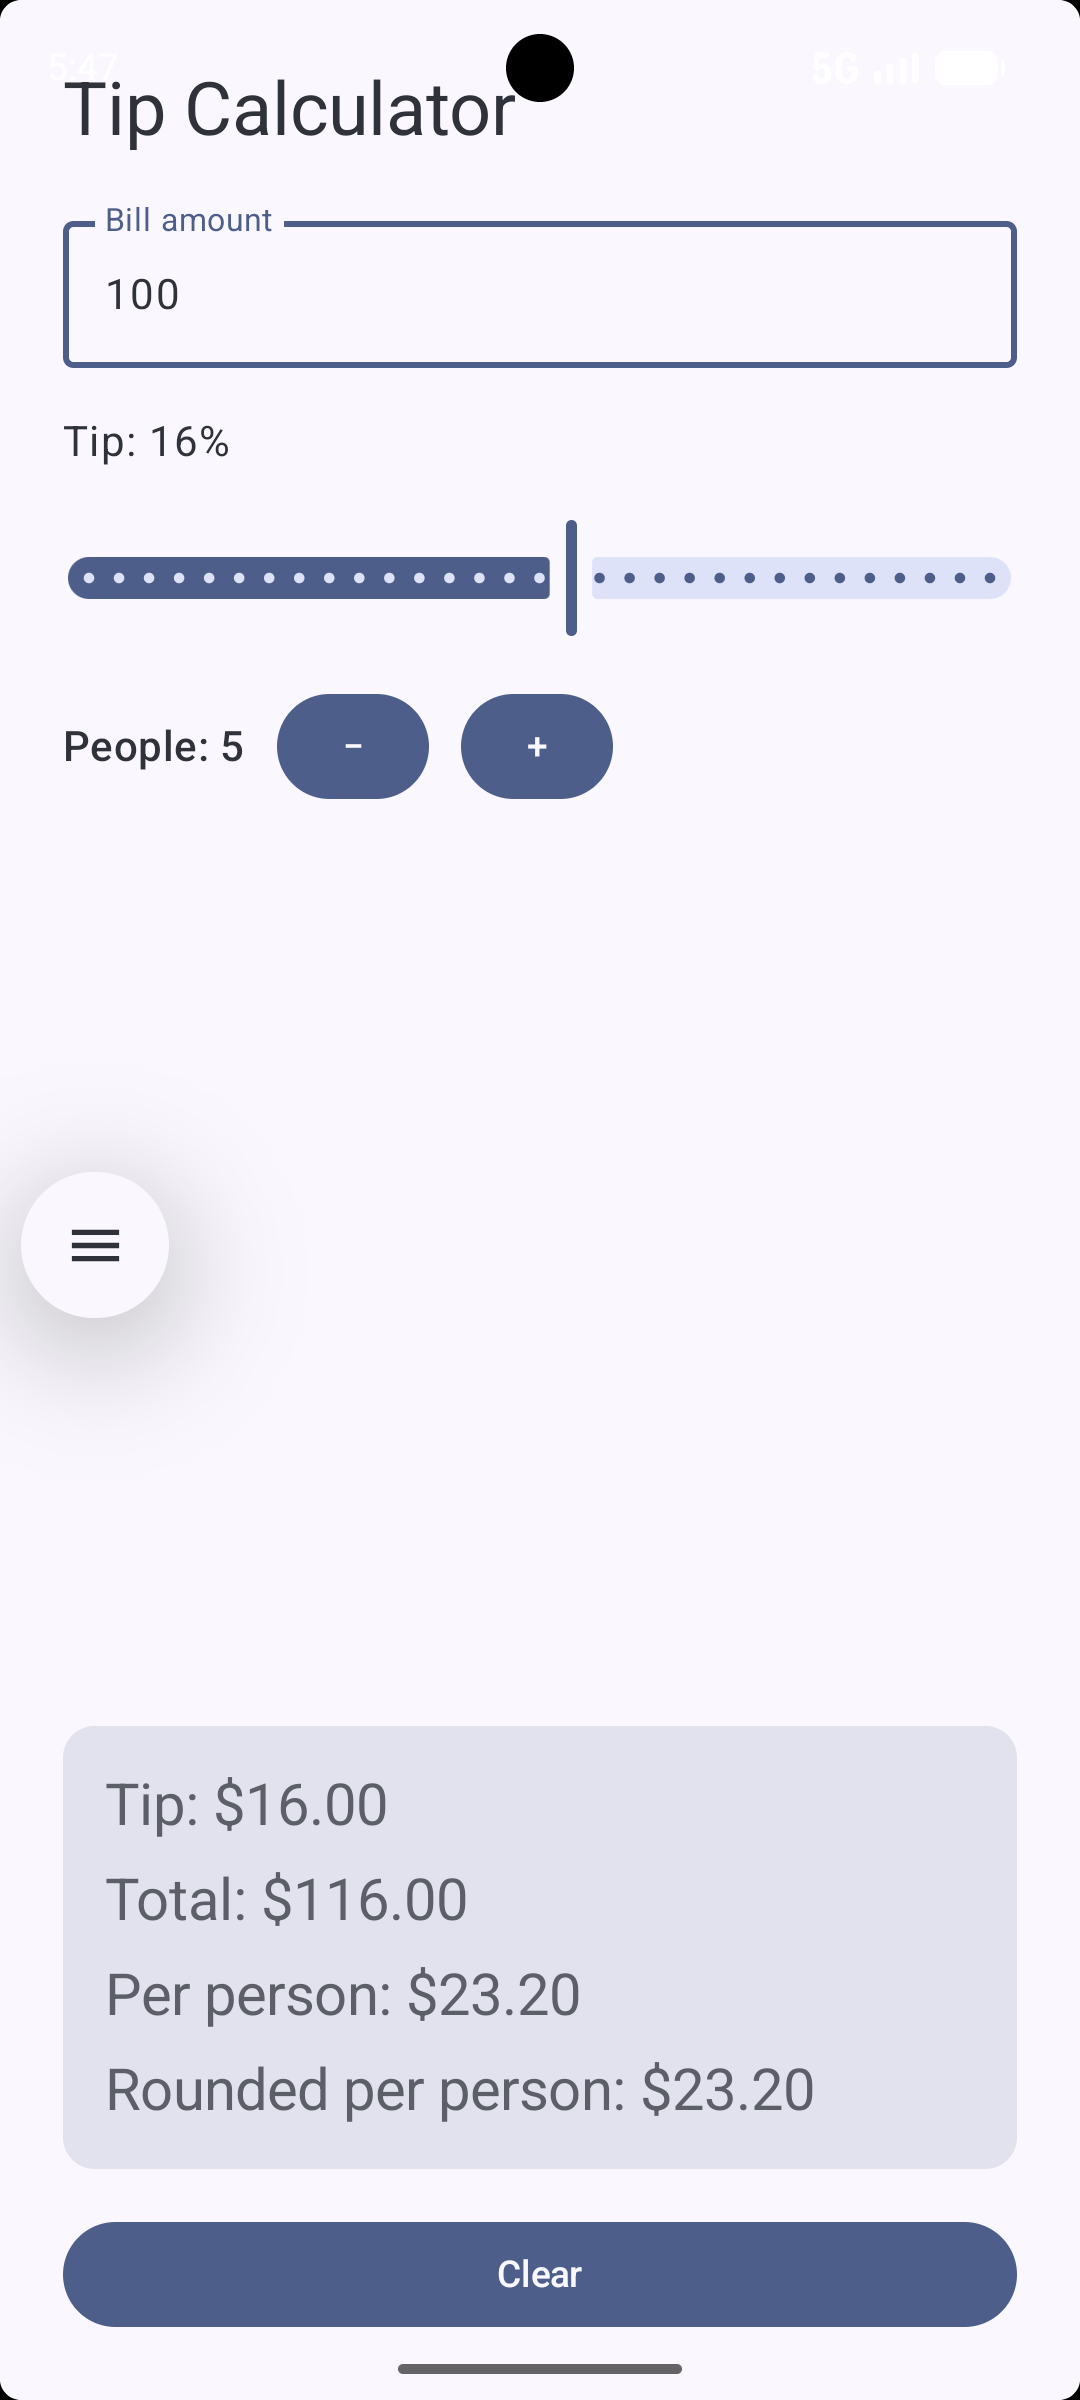 5:47
5G
Tip Calculator
Bill amount
100
Tip: 16%
People: 5
−
+
Tip: $16.00
Total: $116.00
Per person: $23.20
Rounded per person: $23.20
Clear